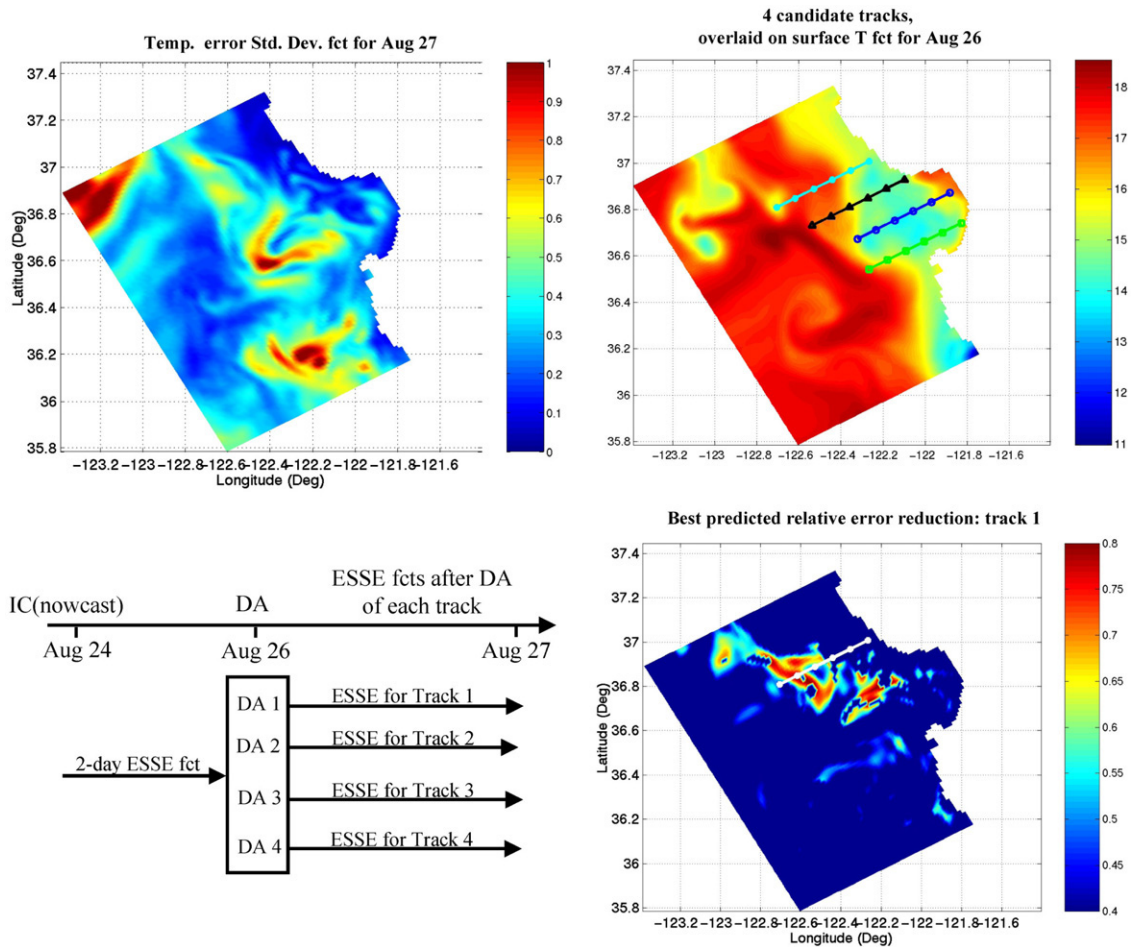 Temp. error Std. Dev. fct for Aug 27
37.4
37.2
37
36.8
36.6
36.4
36.2
36
35.8
Latitude (Deg)
−123.2 −123 −122.8 −122.6 −122.4 −122.2 −122 −121.8 −121.6
Longitude (Deg)
1
0.9
0.8
0.7
0.6
0.5
0.4
0.3
0.2
0.1
0
4 candidate tracks,
overlaid on surface T fct for Aug 26
37.4
37.2
37
36.8
36.6
36.4
36.2
36
35.8
−123.2 −123 −122.8 −122.6 −122.4 −122.2 −122 −121.8 −121.6
18
17
16
15
14
13
12
11
IC(nowcast)
DA
ESSE fcts after DA
of each track
Aug 24
Aug 26
Aug 27
2-day ESSE fct
DA 1
ESSE for Track 1
DA 2
ESSE for Track 2
DA 3
ESSE for Track 3
DA 4
ESSE for Track 4
Best predicted relative error reduction: track 1
37.4
37.2
37
36.8
36.6
36.4
36.2
36
35.8
Latitude (Deg)
−123.2 −123 −122.8 −122.6 −122.4 −122.2 −122 −121.8 −121.6
Longitude (Deg)
0.8
0.75
0.7
0.65
0.6
0.55
0.5
0.45
0.4